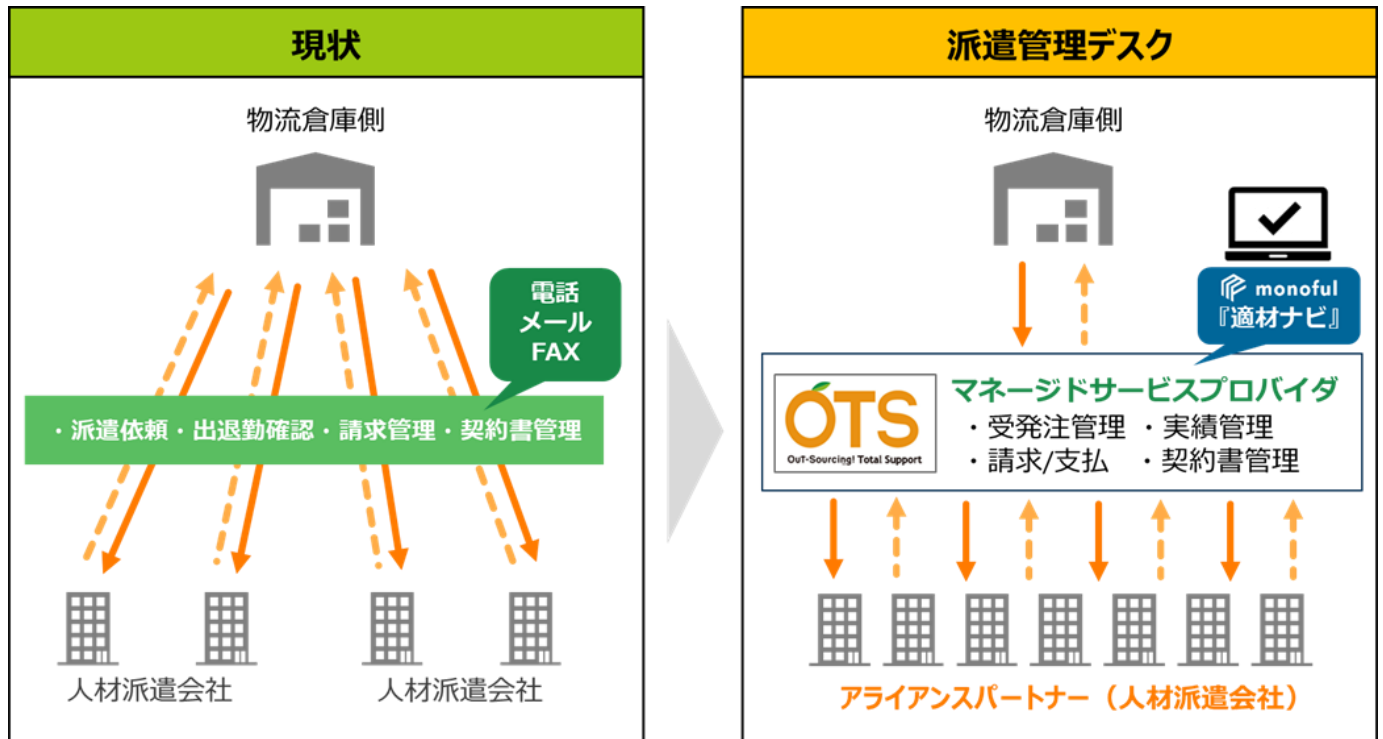 現状
物流倉庫側
電話
メール
FAX
・派遣依頼・出退勤確認・請求管理・契約書管理
人材派遣会社
人材派遣会社
派遣管理デスク
物流倉庫側
monoful
『適材ナビ』
OTS
OuT-Sourcing! Total Support
マネージドサービスプロバイダ
・受発注管理 ・実績管理
・請求/支払 ・契約書管理
アライアンスパートナー（人材派遣会社）